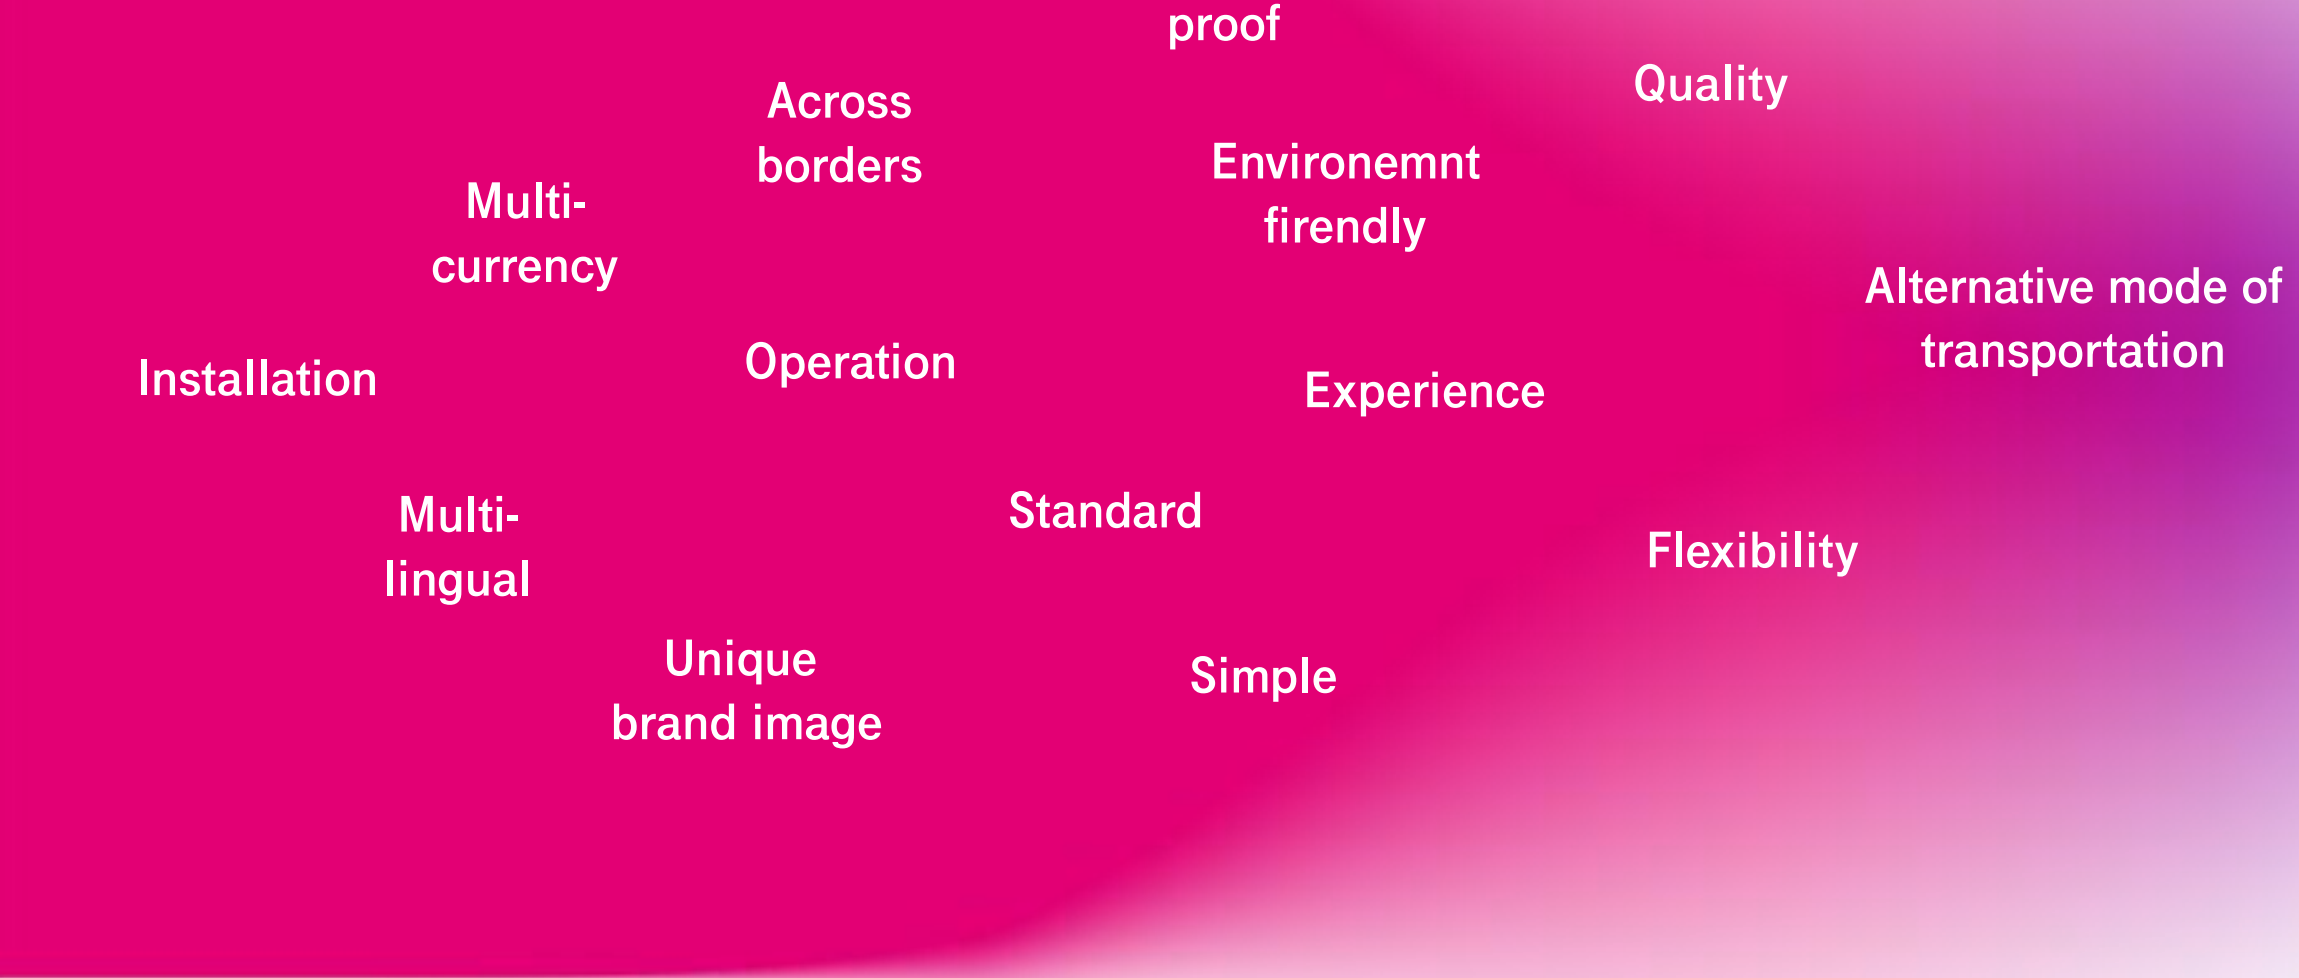 proof
Quality
Across
borders
Environemnt
firendly
Multi-
currency
Alternative mode of
transportation
Installation
Operation
Experience
Multi-
lingual
Standard
Flexibility
Unique
brand image
Simple